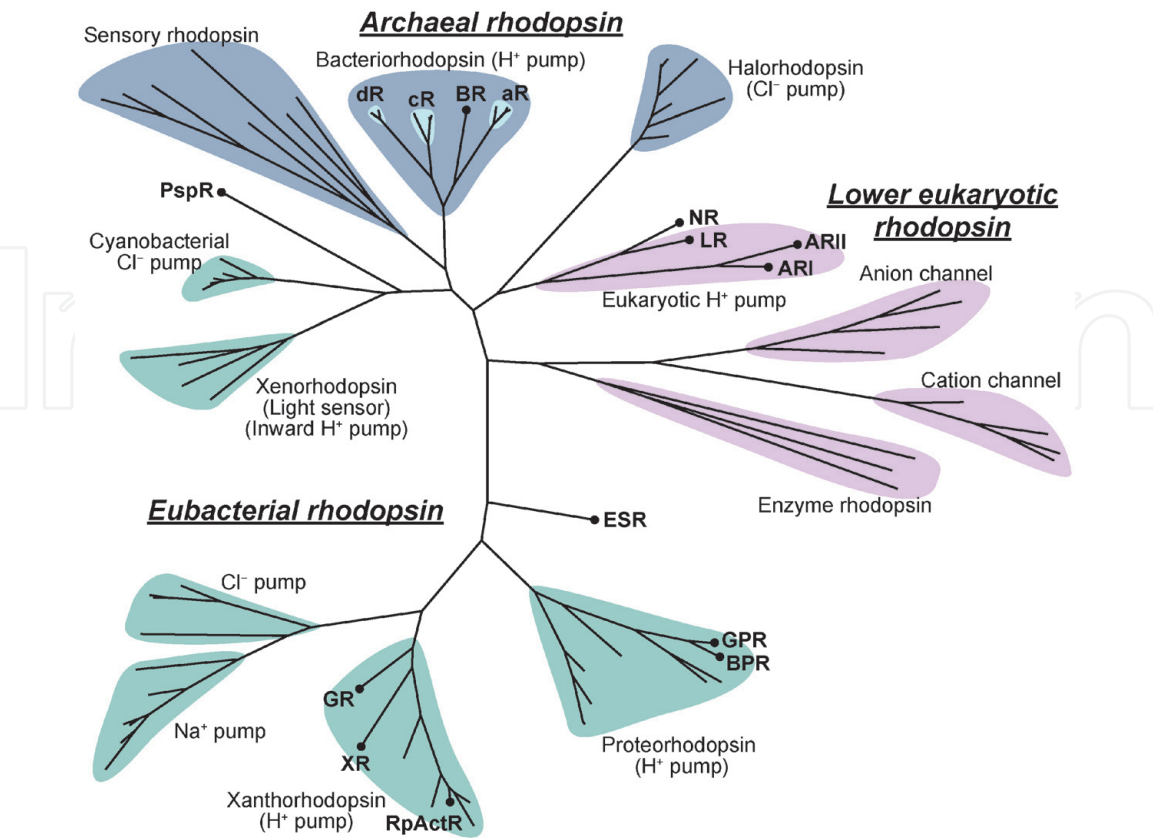 Archaeal rhodopsin
Sensory rhodopsin
Bacteriorhodopsin (H⁺ pump)
dR
cR
BR
aR
Halorhodopsin
(Cl⁻ pump)
PspR
Cyanobacterial
Cl⁻ pump
Lower eukaryotic
rhodopsin
NR
LR
ARII
ARI
Eukaryotic H⁺ pump
Anion channel
Xenorhodopsin
(Light sensor)
(Inward H⁺ pump)
Cation channel
Enzyme rhodopsin
Eubacterial rhodopsin
ESR
Cl⁻ pump
Na⁺ pump
GR
XR
Xanthorhodopsin
(H⁺ pump)
RpActR
GPR
BPR
Proteorhodopsin
(H⁺ pump)